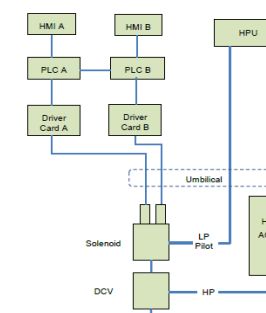 HMI A
HMI B
HPU
PLC A
PLC B
Driver
Card A
Driver
Card B
Umbilical
Solenoid
LP
Pilot
DCV
HP